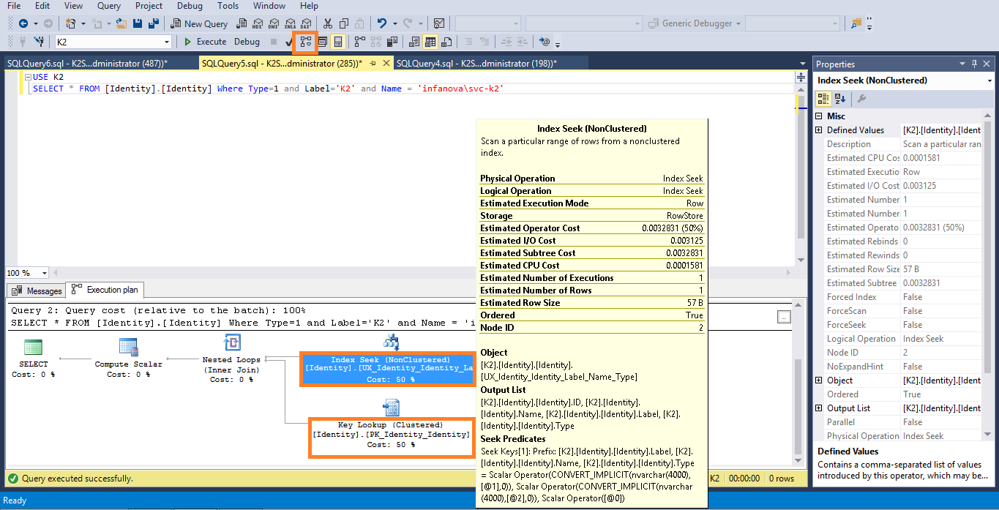 File Edit View Query Project Debug Tools Window Help
New Query MDX DMX XMLA DAX Generic Debugger
K2 Execute Debug
SQLQuery6.sql - K2S...dministrator (487))* SQLQuery5.sql - K2S...dministrator (285))* SQLQuery4.sql - K2S...dministrator (198))*
USE K2
SELECT * FROM [Identity].[Identity] Where Type=1 and Label='K2' and Name = 'infanova\svc-k2'
100 %
Messages Execution plan
Query 2: Query cost (relative to the batch): 100%
SELECT * FROM [Identity].[Identity] Where Type=1 and Label='K2' and Name = 'i
SELECT
Cost: 0 %
Compute Scalar
Cost: 0 %
Nested Loops
(Inner Join)
Cost: 0 %
Index Seek (NonClustered)
[Identity].[UX_Identity_Identity_La
Cost: 50 %
Key Lookup (Clustered)
[Identity].[PK_Identity_Identity]
Cost: 50 %
Index Seek (NonClustered)
Scan a particular range of rows from a nonclustered
index.
Physical Operation Index Seek
Logical Operation Index Seek
Estimated Execution Mode Row
Storage RowStore
Estimated Operator Cost 0.0032831 (50%)
Estimated I/O Cost 0.003125
Estimated Subtree Cost 0.0032831
Estimated CPU Cost 0.0001581
Estimated Number of Executions 1
Estimated Number of Rows 1
Estimated Row Size 57 B
Ordered True
Node ID 2
Object
[K2].[Identity].[Identity].
[UX_Identity_Identity_Label_Name_Type]
Output List
[K2].[Identity].[Identity].ID, [K2].[Identity].
[Identity].Name, [K2].[Identity].[Identity].Label, [K2].
[Identity].[Identity].Type
Seek Predicates
Seek Keys[1]: Prefix: [K2].[Identity].[Identity].Label, [K2].
[Identity].[Identity].Name, [K2].[Identity].[Identity].Type
= Scalar Operator(CONVERT_IMPLICIT(nvarchar(4000),
[@1],0)), Scalar Operator(CONVERT_IMPLICIT(nvarchar
(4000),[@2],0)), Scalar Operator([@0])
Properties
Index Seek (NonClustered)
Misc
Defined Values [K2].[Identity].[Ident
Description Scan a particular ran
Estimated CPU Cos 0.0001581
Estimated Executio Row
Estimated I/O Cost 0.003125
Estimated Number 1
Estimated Number 1
Estimated Operato 0.0032831 (50%)
Estimated Rebinds 0
Estimated Rewinds 0
Estimated Row Size 57 B
Estimated Subtree 0.0032831
Forced Index False
ForceScan False
ForceSeek False
Logical Operation Index Seek
Node ID 2
NoExpandHint False
Object [K2].[Identity].[Ident
Ordered True
Output List [K2].[Identity].[Ident
Parallel False
Physical Operation Index Seek
Defined Values
Contains a comma-separated list of values
introduced by this operator, which may be...
Query executed successfully. K2 00:00:00 0 rows
Ready